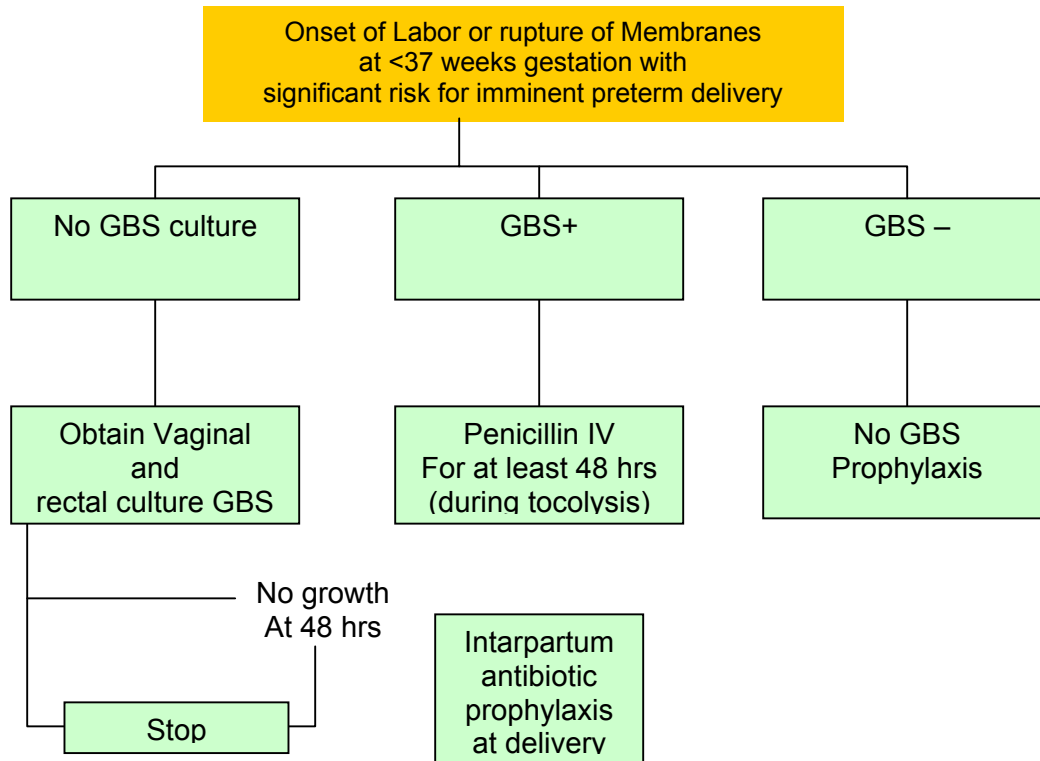 Onset of Labor or rupture of Membranes
at <37 weeks gestation with
significant risk for imminent preterm delivery
No GBS culture
GBS+
GBS –
Obtain Vaginal
and
rectal culture GBS
Penicillin IV
For at least 48 hrs
(during tocolysis)
No GBS
Prophylaxis
No growth
At 48 hrs
Stop
Intarpartum
antibiotic
prophylaxis
at delivery